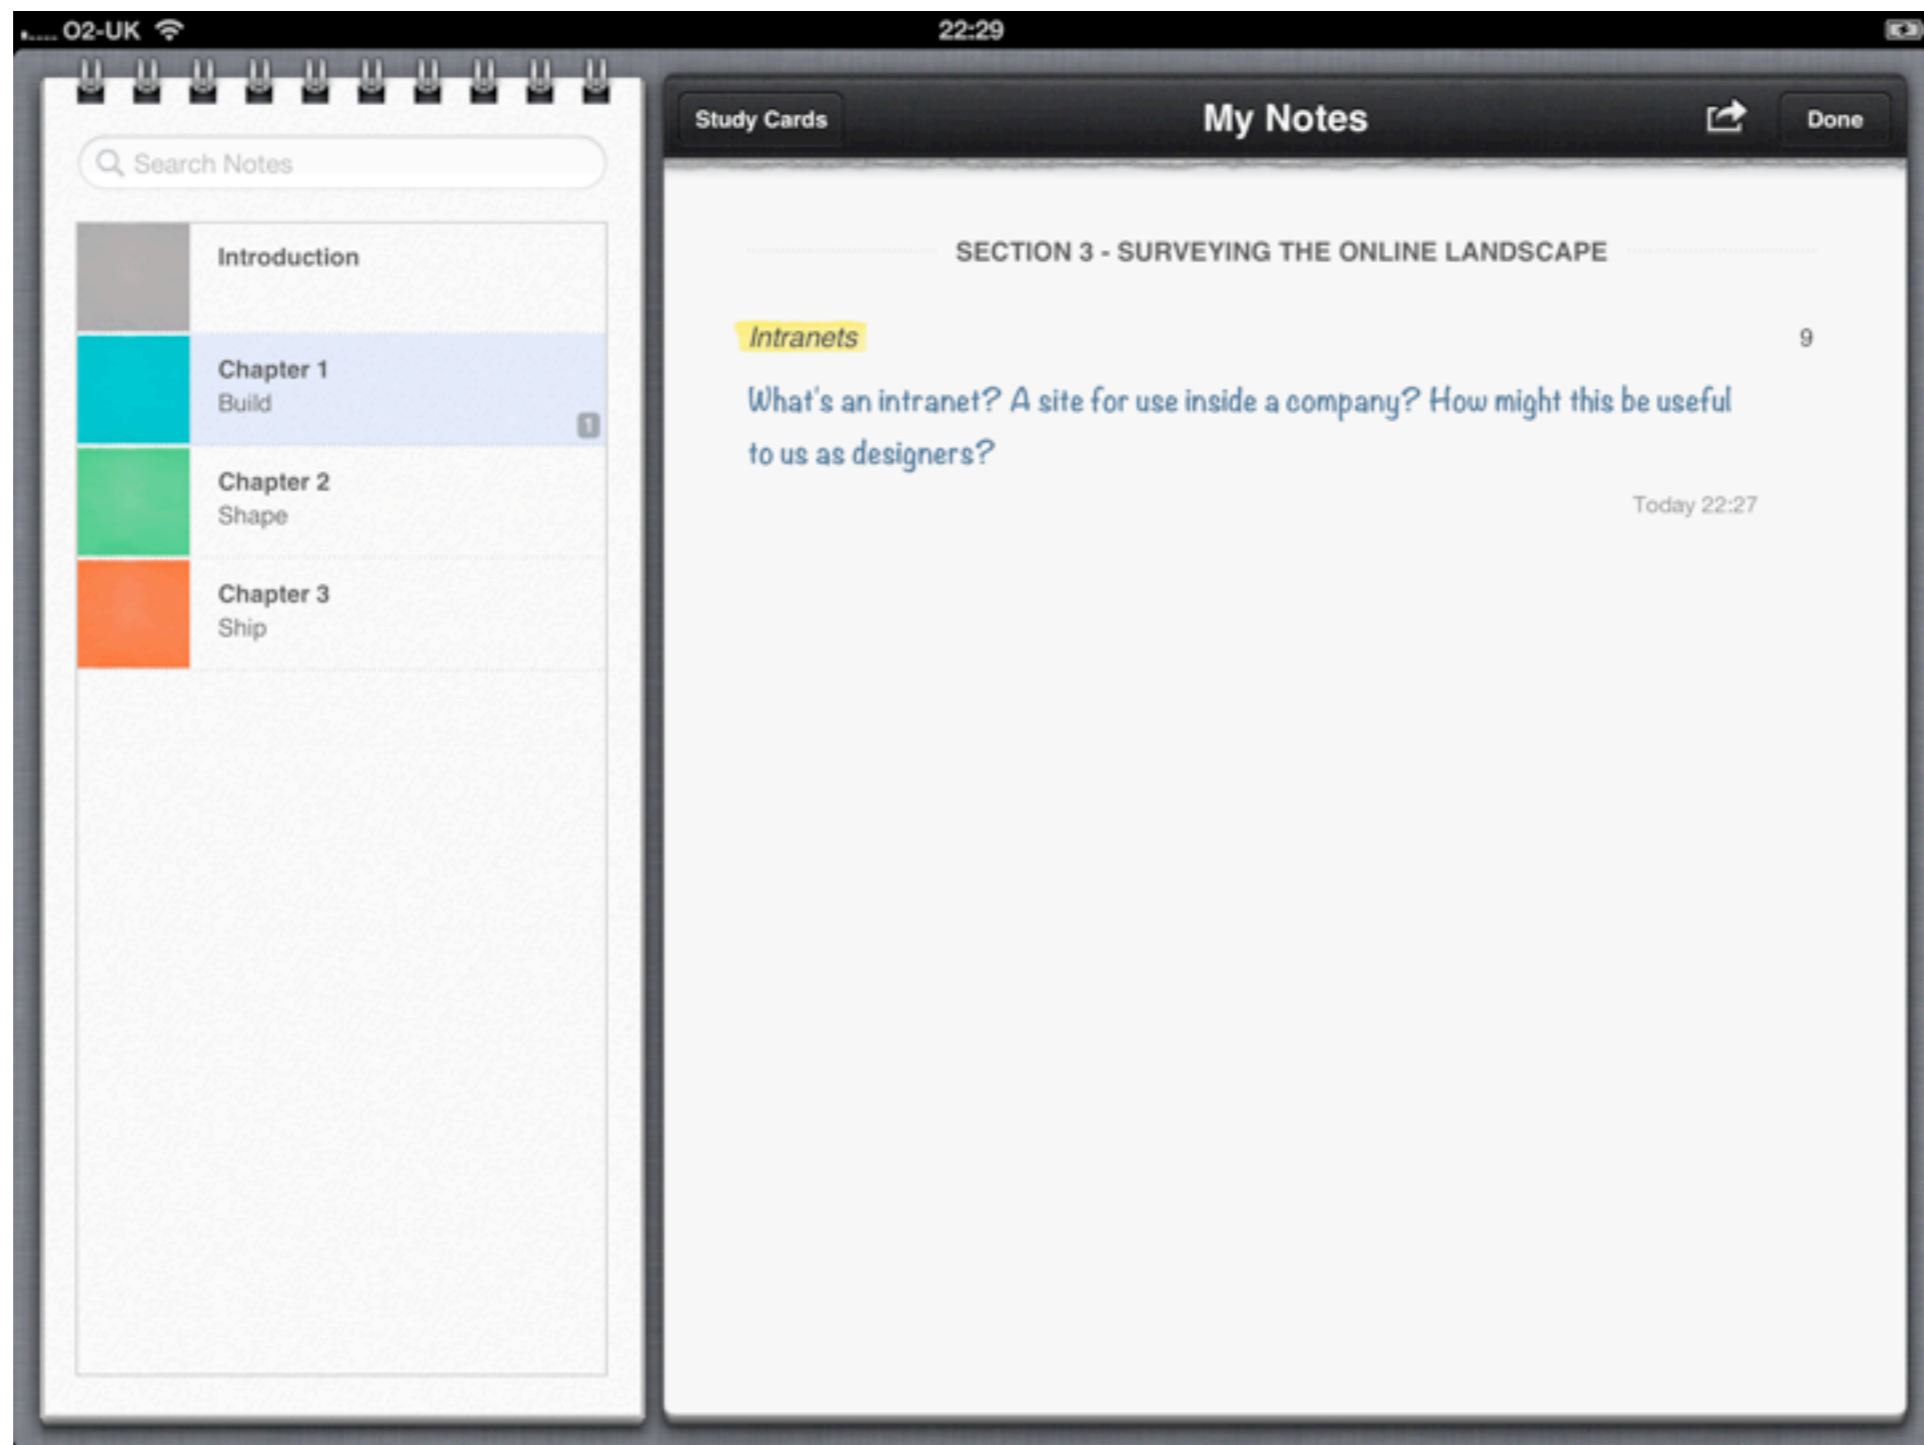 O2-UK
22:29
Search Notes
Introduction
Chapter 1
Build
1
Chapter 2
Shape
Chapter 3
Ship
Study Cards
My Notes
Done
SECTION 3 - SURVEYING THE ONLINE LANDSCAPE
Intranets 9
What's an intranet? A site for use inside a company? How might this be useful
to us as designers?
Today 22:27